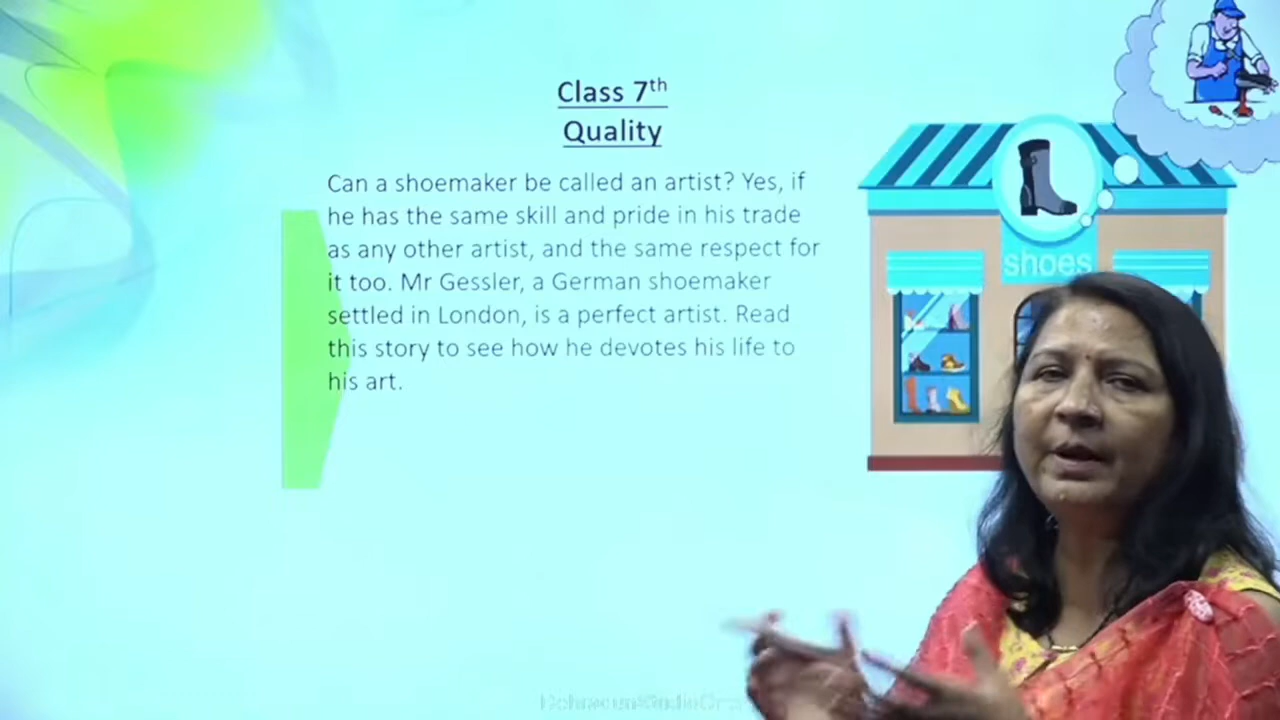 Class 7th
Quality
Can a shoemaker be called an artist? Yes, if
he has the same skill and pride in his trade
as any other artist, and the same respect for
it too. Mr Gessler, a German shoemaker
settled in London, is a perfect artist. Read
this story to see how he devotes his life to
his art.
shoes